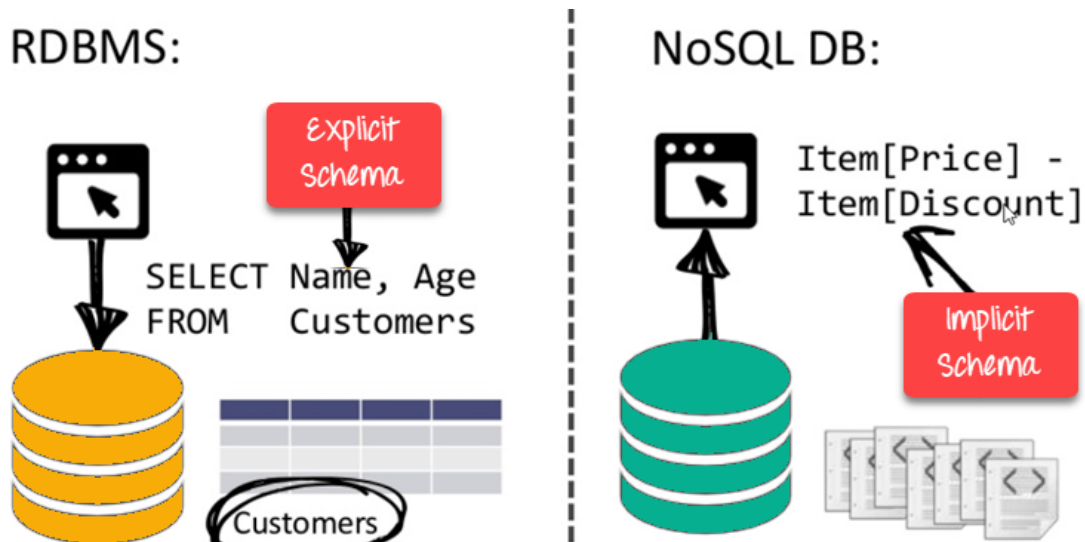 RDBMS:
Explicit
Schema
SELECT Name, Age
FROM Customers
Customers
NoSQL DB:
Item[Price] -
Item[Discount]
Implicit
Schema